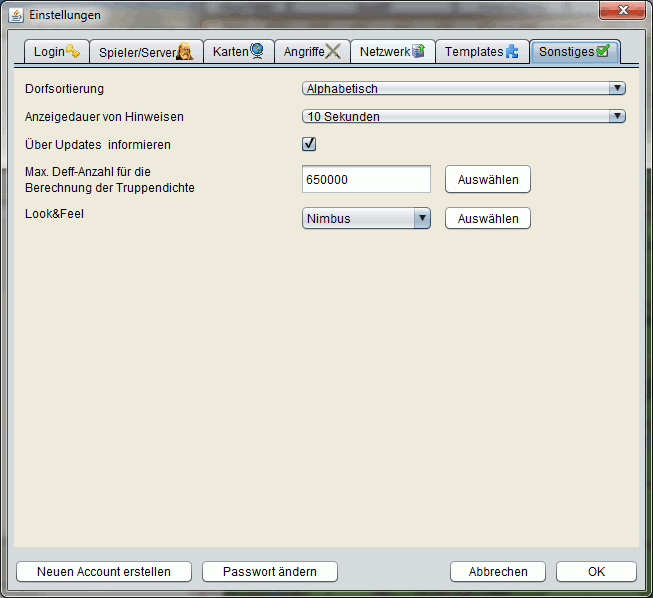 Einstellungen
Login
Spieler/Server
Karten
Angriffe
Netzwerk
Templates
Sonstiges
Dorfsortierung
Alphabetisch
Anzeigedauer von Hinweisen
10 Sekunden
Über Updates informieren
Max. Deff-Anzahl für die
Berechnung der Truppendichte
650000
Auswählen
Look&Feel
Nimbus
Auswählen
Neuen Account erstellen
Passwort ändern
Abbrechen
OK